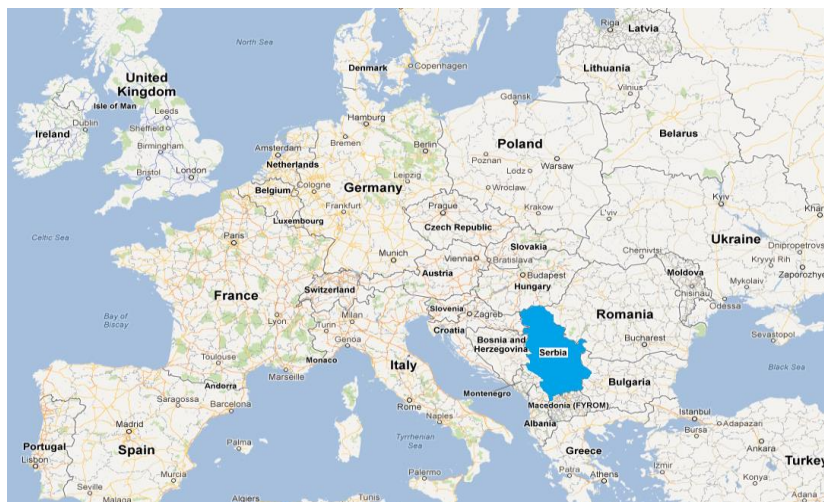 Riga
Latvia
North Sea
Denmark
Copenhagen
Lithuania
Vilnius
United
Kingdom
Isle of Man
Leeds
Ireland
Dublin
Sheffield
Birmingham
Bristol
London
Gdansk
Hamburg
Bremen
Amsterdam
Netherlands
Berlin
Poland
Belarus
Poznan
Warsaw
Lodz
Belgium
Cologne
Leipzig
Germany
Wroclaw
Luxembourg
Frankfurt
Prague
Krakow
Czech Republic
L'viv
Kyiv
Khar
Celtic Sea
Paris
Ukraine
Dnipropetrovs
Slovakia
Chernivtsi
Kryvyi Rih
Zaporozhye
Munich
Vienna
Bratislava
Austria
Budapest
Hungary
Moldova
Chisinau
Mykolaiv
Odessa
Switzerland
France
Bay of
Biscay
Lyon
Milan
Turin
Genoa
Slovenia
Zagreb
Croatia
Romania
Bucharest
Sevastopol
Toulouse
Monaco
Marseille
Bosnia and
Herzegovina
Serbia
Italy
Black Sea
Andorra
Bulgaria
Montenegro
Saragossa
Barcelona
Rome
Naples
Macedonia (FYROM)
Albania
Istanbul
Adapazari
Bursa
Ankara
Portugal
Lisbon
Madrid
Spain
Palma
Tyrrhenian
Sea
Greece
Izmir
Turkey
Murcia
Palermo
Patra
Athens
Konya
Seville
Malaga
Algiers
Tunis
Adana